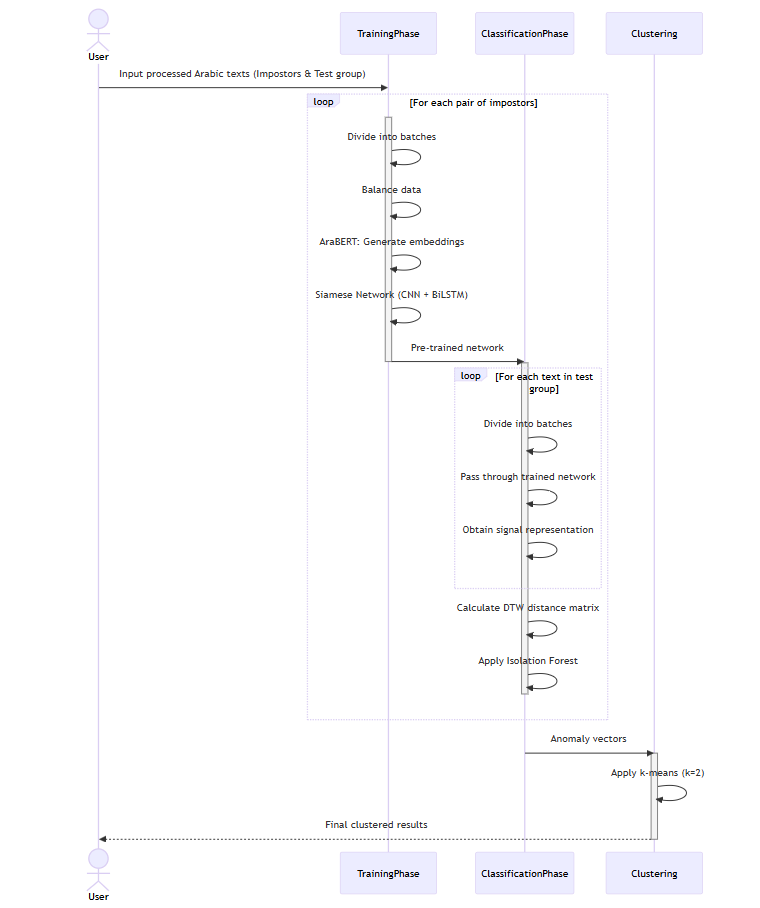 User
TrainingPhase
ClassificationPhase
Clustering
Input processed Arabic texts (Impostors & Test group)
loop
[For each pair of impostors]
Divide into batches
Balance data
AraBERT: Generate embeddings
Siamese Network (CNN + BiLSTM)
Pre-trained network
loop
[For each text in test
group]
Divide into batches
Pass through trained network
Obtain signal representation
Calculate DTW distance matrix
Apply Isolation Forest
Anomaly vectors
Apply k-means (k=2)
Final clustered results
User
TrainingPhase
ClassificationPhase
Clustering